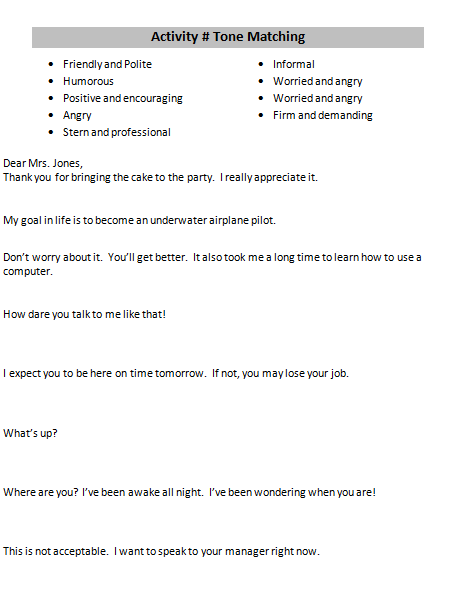 Activity # Tone Matching
• Friendly and Polite
• Humorous
• Positive and encouraging
• Angry
• Stern and professional
• Informal
• Worried and angry
• Worried and angry
• Firm and demanding
Dear Mrs. Jones,
Thank you for bringing the cake to the party.  I really appreciate it.
My goal in life is to become an underwater airplane pilot.
Don’t worry about it.  You’ll get better.  It also took me a long time to learn how to use a
computer.
How dare you talk to me like that!
I expect you to be here on time tomorrow.  If not, you may lose your job.
What’s up?
Where are you? I’ve been awake all night.  I’ve been wondering when you are!
This is not acceptable.  I want to speak to your manager right now.